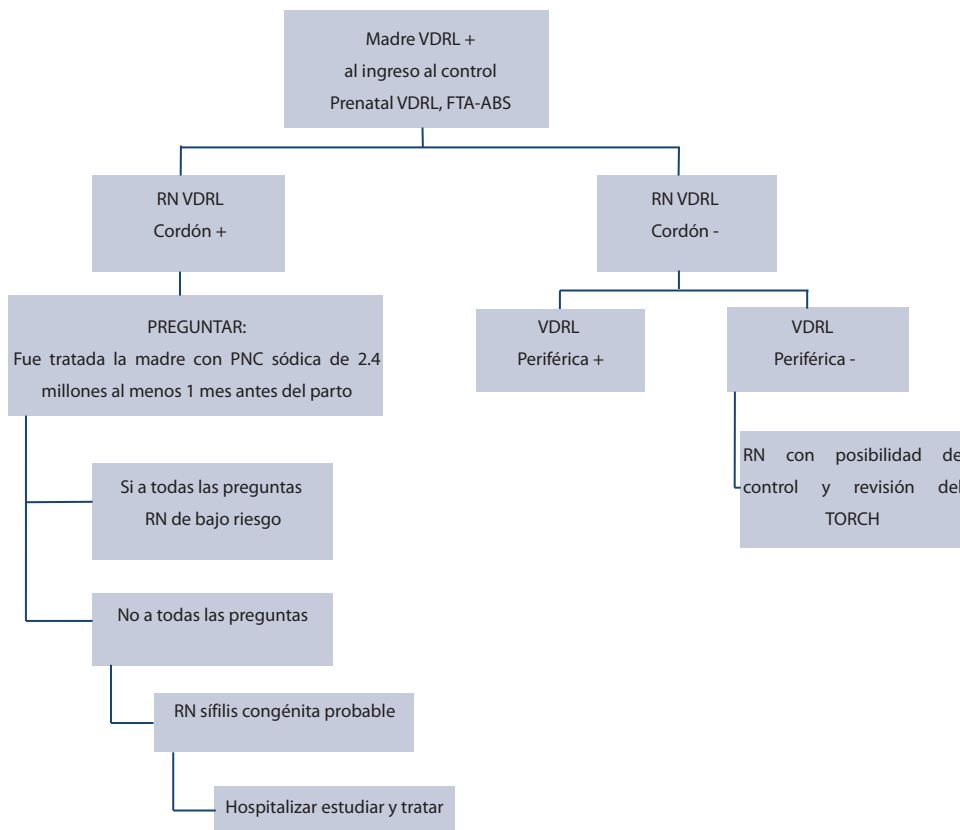 Madre VDRL +
al ingreso al control
Prenatal VDRL, FTA-ABS
RN VDRL
Cordón +
RN VDRL
Cordón -
PREGUNTAR:
Fue tratada la madre con PNC sódica de 2.4
millones al menos 1 mes antes del parto
VDRL
Periférica +
VDRL
Periférica -
RN con posibilidad de
control y revisión del
TORCH
Si a todas las preguntas
RN de bajo riesgo
No a todas las preguntas
RN sífilis congénita probable
Hospitalizar estudiar y tratar